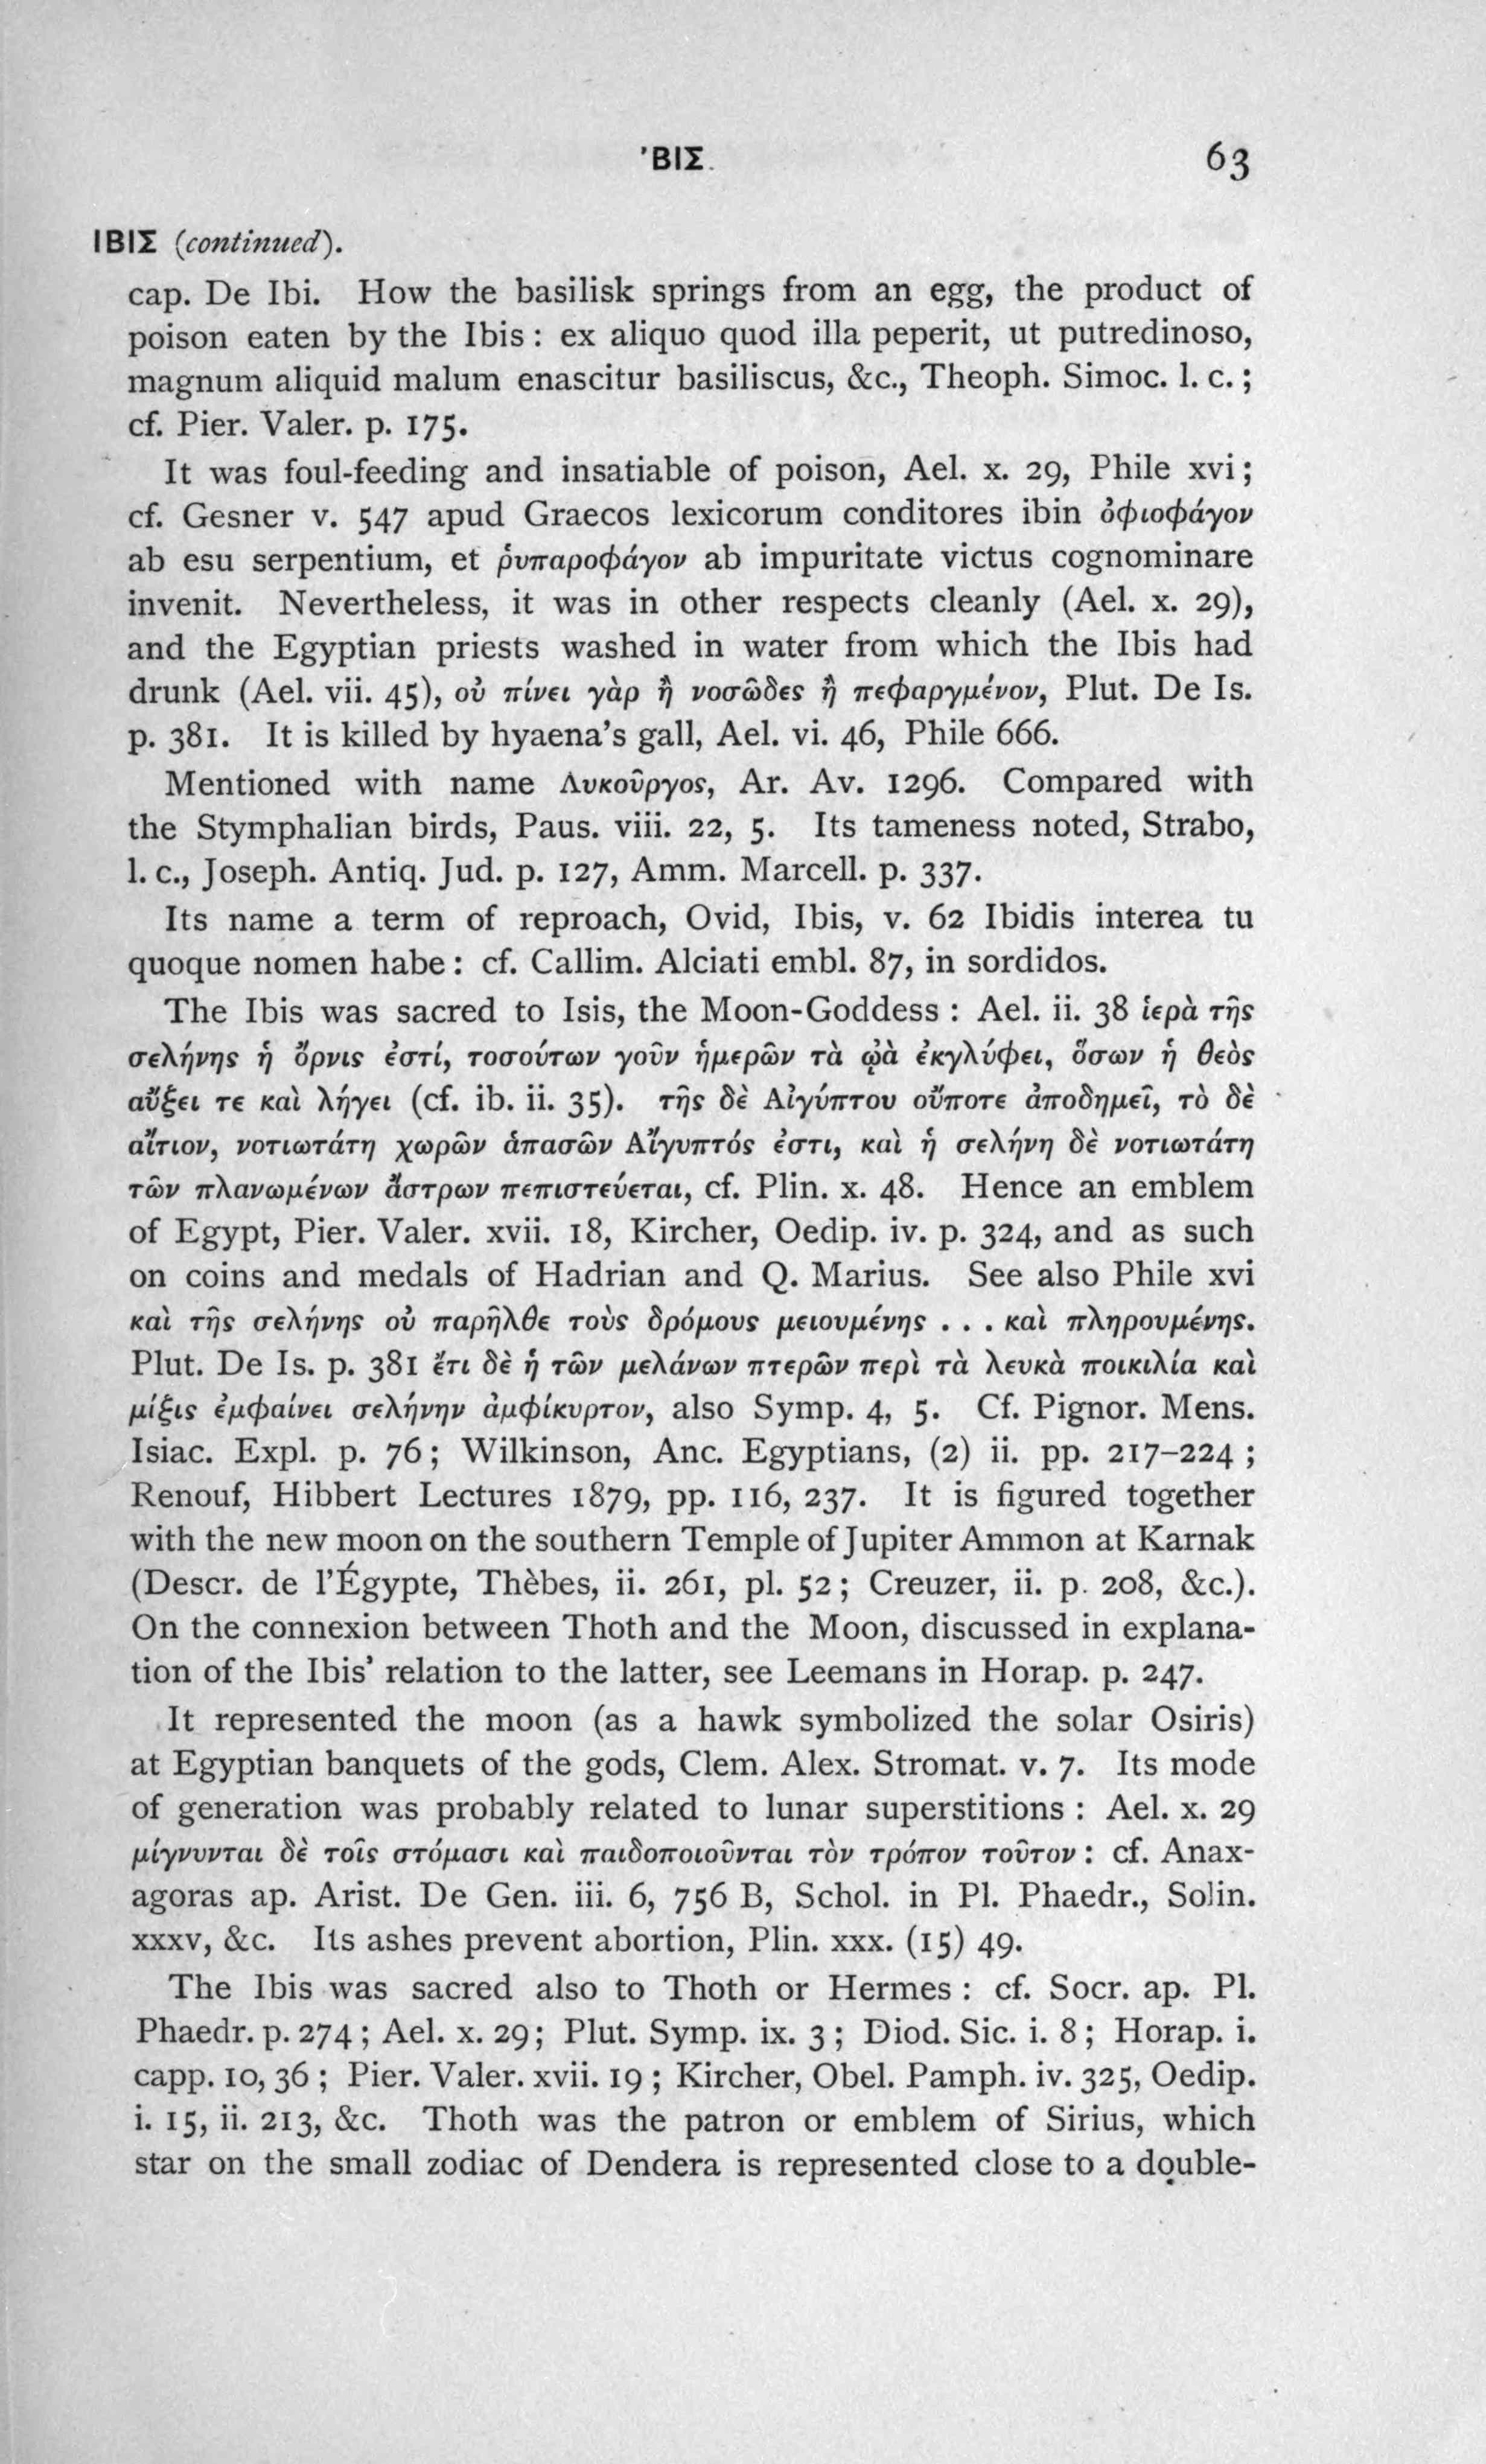 ʼΒΙΣ. 63
ΙΒΙΣ (continued).
cap. De Ibi. How the basilisk springs from an egg, the product of
poison eaten by the Ibis : ex aliquo quod illa peperit, ut putredinoso,
magnum aliquid malum enascitur basiliscus, &c., Theoph. Simoc. l. c. ;
cf. Pier. Valer. p. 175.
It was foul-feeding and insatiable of poison, Ael. x. 29, Phile xvi ;
cf. Gesner v. 547 apud Graecos lexicorum conditores ibin ὀφιοφάγον
ab esu serpentium, et ῥυπαροφάγον ab impuritate victus cognominare
invenit. Nevertheless, it was in other respects cleanly (Ael. x. 29),
and the Egyptian priests washed in water from which the Ibis had
drunk (Ael. vii. 45), οὐ πίνει γὰρ ἢ νοσῶδες ἢ πεφαργμένον, Plut. De Is.
p. 381. It is killed by hyaena's gall, Ael. vi. 46, Phile 666.
Mentioned with name Λυκοῦργος, Ar. Av. 1296. Compared with
the Stymphalian birds, Paus. viii. 22, 5. Its tameness noted, Strabo,
l. c., Joseph. Antiq. Jud. p. 127, Amm. Marcell. p. 337.
Its name a term of reproach, Ovid, Ibis, v. 62 Ibidis interea tu
quoque nomen habe : cf. Callim. Alciati embl. 87, in sordidos.
The Ibis was sacred to Isis, the Moon-Goddess : Ael. ii. 38 ἱερὰ τῆς
σελήνης ἡ ὄρνις ἐστί, τοσούτων γοῦν ἡμερῶν τὰ ᾠὰ ἐκγλύφει, ὅσων ἡ θεὸς
αὔξει τε καὶ λήγει (cf. ib. ii. 35). τῆς δὲ Αἰγύπτου οὔποτε ἀποδημεῖ, τὸ δὲ
αἴτιον, νοτιωτάτη χωρῶν ἁπασῶν Αἴγυπτός ἐστι, καὶ ἡ σελήνη δὲ νοτιωτάτη
τῶν πλανωμένων ἄστρων πεπιστεύεται, cf. Plin. x. 48. Hence an emblem
of Egypt, Pier. Valer. xvii. 18, Kircher, Oedip. iv. p. 324, and as such
on coins and medals of Hadrian and Q. Marius. See also Phile xvi
καὶ τῆς σελήνης οὐ παρῆλθε τοὺς δρόμους μειουμένης . . . καὶ πληρουμένης.
Plut. De Is. p. 381 ἔτι δὲ ἡ τῶν μελάνων πτερῶν περὶ τὰ λευκὰ ποικιλία καὶ
μίξις ἐμφαίνει σελήνην ἀμφίκυρτον, also Symp. 4, 5. Cf. Pignor. Mens.
Isiac. Expl. p. 76 ; Wilkinson, Anc. Egyptians, (2) ii. pp. 217–224 ;
Renouf, Hibbert Lectures 1879, pp. 116, 237. It is figured together
with the new moon on the southern Temple of Jupiter Ammon at Karnak
(Descr. de l'Égypte, Thèbes, ii. 261, pl. 52 ; Creuzer, ii. p. 208, &c.).
On the connexion between Thoth and the Moon, discussed in explana-
tion of the Ibis' relation to the latter, see Leemans in Horap. p. 247.
It represented the moon (as a hawk symbolized the solar Osiris)
at Egyptian banquets of the gods, Clem. Alex. Stromat. v. 7. Its mode
of generation was probably related to lunar superstitions : Ael. x. 29
μίγνυνται δὲ τοῖς στόμασι καὶ παιδοποιοῦνται τὸν τρόπον τοῦτον : cf. Anax-
agoras ap. Arist. De Gen. iii. 6, 756 B, Schol. in Pl. Phaedr., Solin.
xxxv, &c. Its ashes prevent abortion, Plin. xxx. (15) 49.
The Ibis was sacred also to Thoth or Hermes : cf. Socr. ap. Pl.
Phaedr. p. 274 ; Ael. x. 29 ; Plut. Symp. ix. 3 ; Diod. Sic. i. 8 ; Horap. i.
capp. 10, 36 ; Pier. Valer. xvii. 19 ; Kircher, Obel. Pamph. iv. 325, Oedip.
i. 15, ii. 213, &c. Thoth was the patron or emblem of Sirius, which
star on the small zodiac of Dendera is represented close to a double-